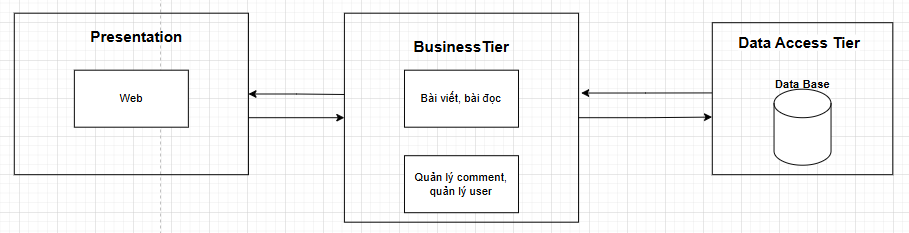 Presentation
Web
BusinessTier
Bài viết, bài đọc
Quản lý comment,
quản lý user
Data Access Tier
Data Base